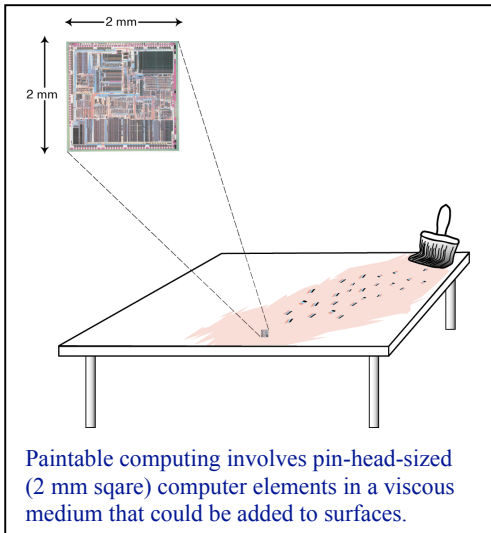 2 mm
2 mm
Paintable computing involves pin-head-sized
(2 mm sqare) computer elements in a viscous
medium that could be added to surfaces.